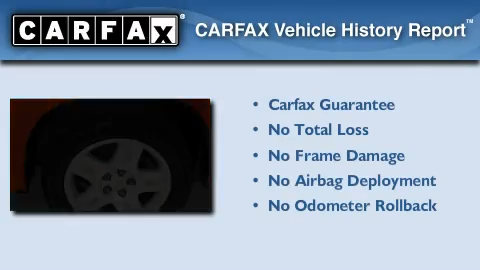 CARFAX® CARFAX Vehicle History Report™
• Carfax Guarantee
• No Total Loss
• No Frame Damage
• No Airbag Deployment
• No Odometer Rollback